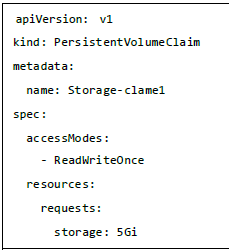 apiVersion: v1
kind: PersistentVolumeClaim
metadata:
  name: Storage-clame1
spec:
  accessModes:
    - ReadWriteOnce
  resources:
    requests:
      storage: 5Gi